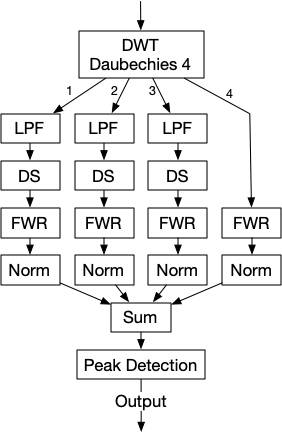 DWT
Daubechies 4
1 2 3 4
LPF LPF LPF
DS DS DS
FWR FWR FWR FWR
Norm Norm Norm Norm
Sum
Peak Detection
Output